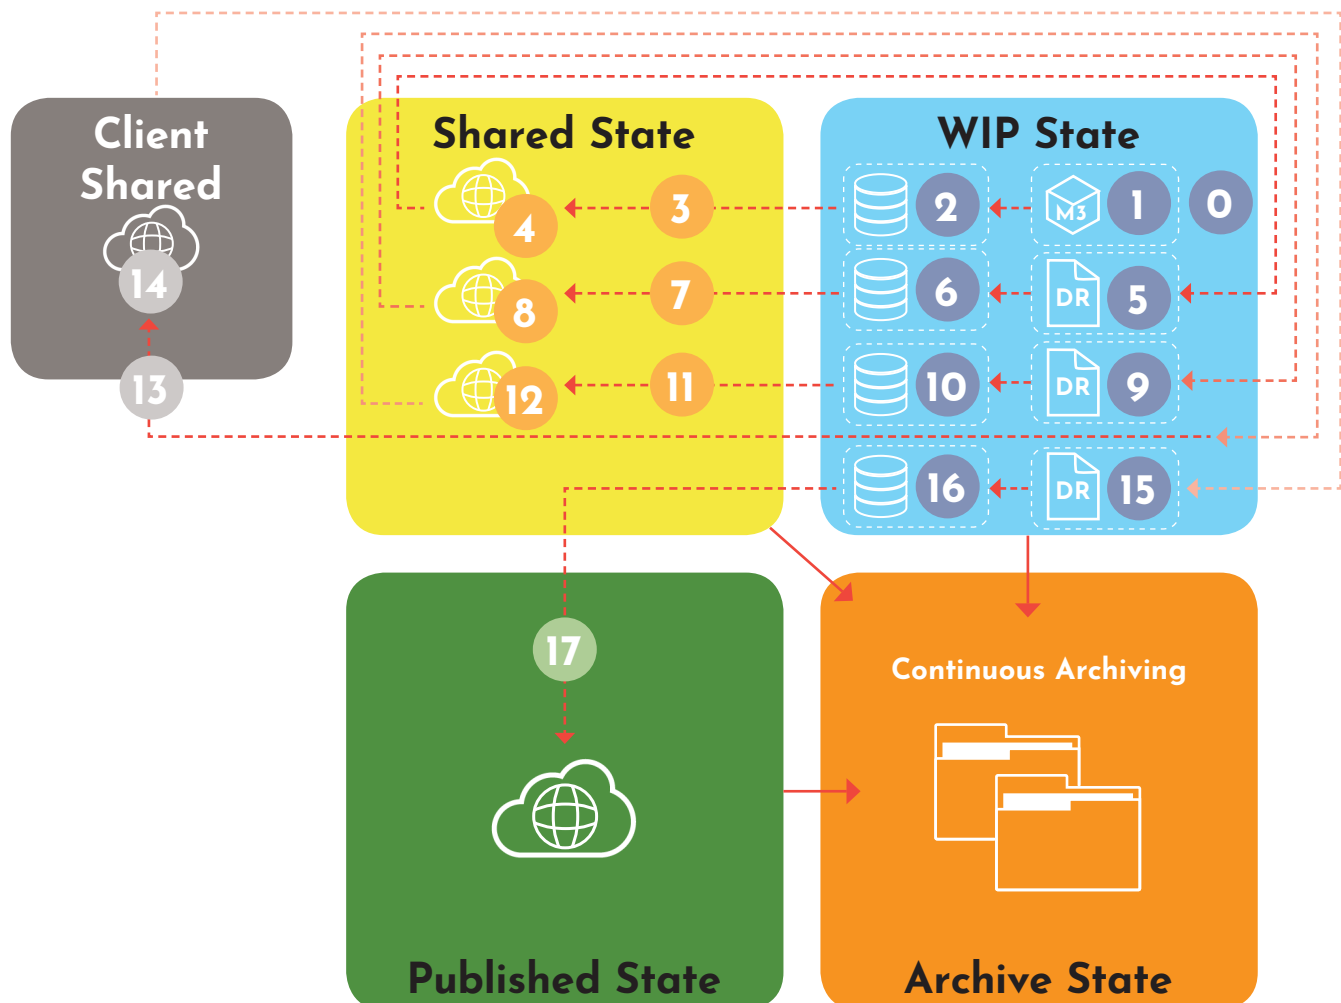 Client
Shared
14
13
Shared State
3
4
7
8
11
12
WIP State
2
M3
1
0
6
DR
5
10
DR
9
16
DR
15
17
Published State
Continuous Archiving
Archive State